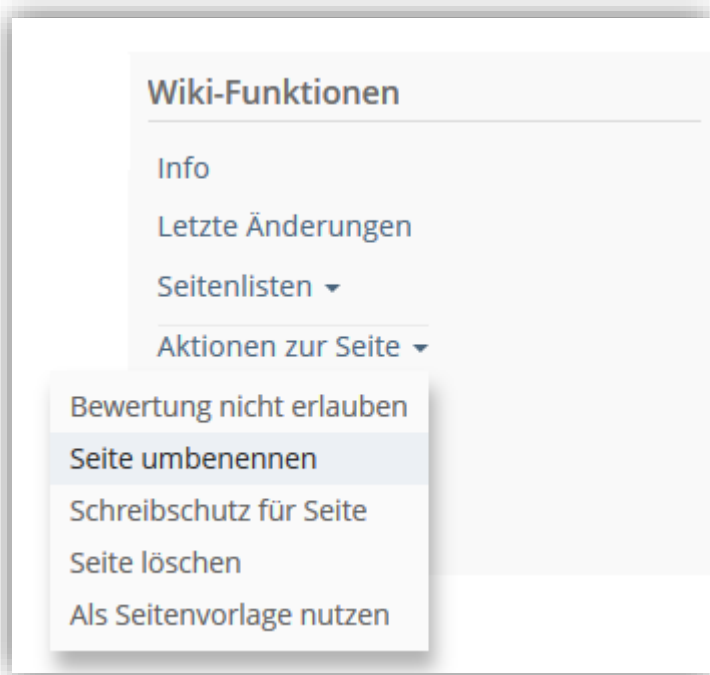 Wiki-Funktionen
Info
Letzte Änderungen
Seitenlisten
Aktionen zur Seite
Bewertung nicht erlauben
Seite umbenennen
Schreibschutz für Seite
Seite löschen
Als Seitenvorlage nutzen